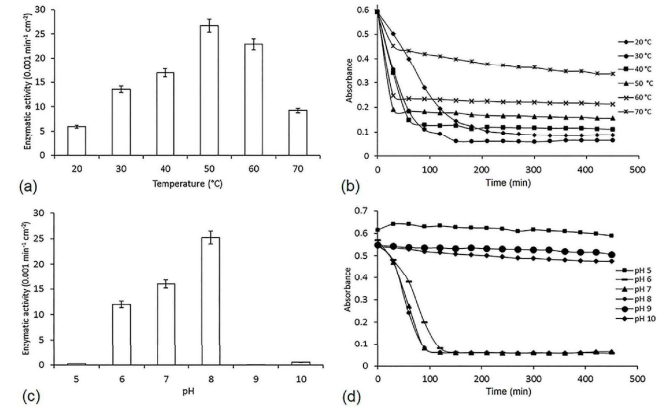 30
25
20
15
10
5
0
Enzymatic activity (0.001 min⁻¹ cm⁻²)
20 30 40 50 60 70
Temperature (°C)
(a)
0.6
0.5
0.4
0.3
0.2
0.1
0
Absorbance
0 100 200 300 400 500
Time (min)
20 °C
30 °C
40 °C
50 °C
60 °C
70 °C
(b)
30
25
20
15
10
5
0
Enzymatic activity (0.001 min⁻¹ cm⁻²)
5 6 7 8 9 10
pH
(c)
0.7
0.6
0.5
0.4
0.3
0.2
0.1
0
Absorbance
0 100 200 300 400 500
Time (min)
pH 5
pH 6
pH 7
pH 8
pH 9
pH 10
(d)